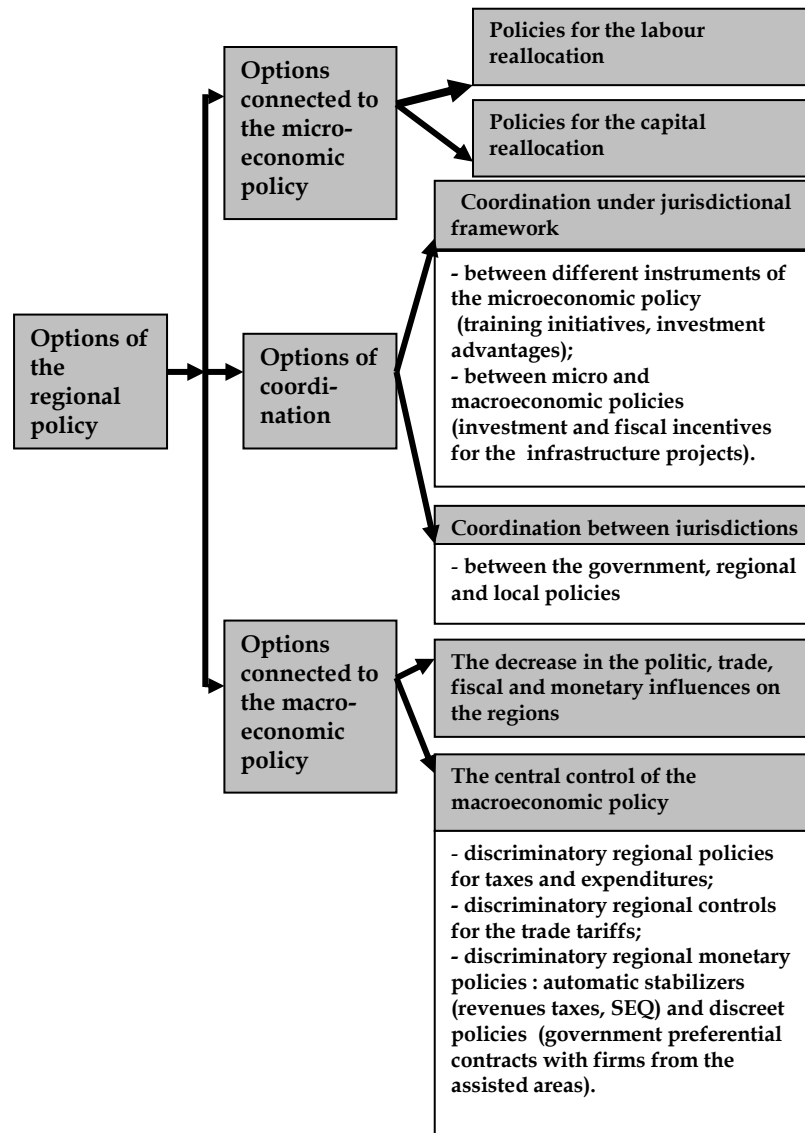 Options of
the
regional
policy
Options
connected to
the micro-
economic
policy
Policies for the labour
reallocation
Policies for the capital
reallocation
Options of
coordi-
nation
Coordination under jurisdictional
framework
- between different instruments of
the microeconomic policy
(training initiatives, investment
advantages);
- between micro and
macroeconomic policies
(investment and fiscal incentives
for the infrastructure projects).
Coordination between jurisdictions
- between the government, regional
and local policies
Options
connected to
the macro-
economic
policy
The decrease in the politic, trade,
fiscal and monetary influences on
the regions
The central control of the
macroeconomic policy
- discriminatory regional policies
for taxes and expenditures;
- discriminatory regional controls
for the trade tariffs;
- discriminatory regional monetary
policies : automatic stabilizers
(revenues taxes, SEQ) and discreet
policies (government preferential
contracts with firms from the
assisted areas).